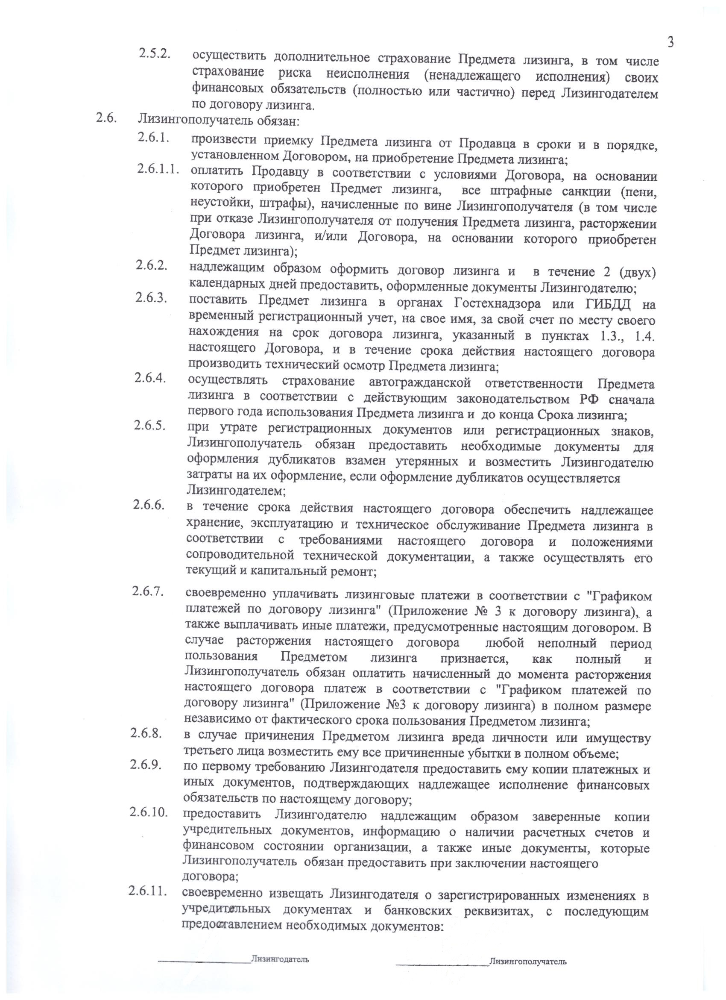 3
2.5.2. осуществить дополнительное страхование Предмета лизинга, в том числе
страхование риска неисполнения (ненадлежащего исполнения) своих
финансовых обязательств (полностью или частично) перед Лизингодателем
по договору лизинга.
2.6. Лизингополучатель обязан:
2.6.1. произвести приемку Предмета лизинга от Продавца в сроки и в порядке,
установленном Договором, на приобретение Предмета лизинга;
2.6.1.1. оплатить Продавцу в соответствии с условиями Договора, на основании
которого приобретен Предмет лизинга, все штрафные санкции (пени,
неустойки, штрафы), начисленные по вине Лизингополучателя (в том числе
при отказе Лизингополучателя от получения Предмета лизинга, расторжении
Договора лизинга, и/или Договора, на основании которого приобретен
Предмет лизинга);
2.6.2. надлежащим образом оформить договор лизинга и в течение 2 (двух)
календарных дней предоставить, оформленные документы Лизингодателю;
2.6.3. поставить Предмет лизинга в органах Гостехнадзора или ГИБДД на
временный регистрационный учет, на свое имя, за свой счет по месту своего
нахождения на срок договора лизинга, указанный в пунктах 1.3., 1.4.
настоящего Договора, и в течение срока действия настоящего договора
производить технический осмотр Предмета лизинга;
2.6.4. осуществлять страхование автогражданской ответственности Предмета
лизинга в соответствии с действующим законодательством РФ сначала
первого года использования Предмета лизинга и до конца Срока лизинга;
2.6.5. при утрате регистрационных документов или регистрационных знаков,
Лизингополучатель обязан предоставить необходимые документы для
оформления дубликатов взамен утерянных и возместить Лизингодателю
затраты на их оформление, если оформление дубликатов осуществляется
Лизингодателем;
2.6.6. в течение срока действия настоящего договора обеспечить надлежащее
хранение, эксплуатацию и техническое обслуживание Предмета лизинга в
соответствии с требованиями настоящего договора и положениями
сопроводительной технической документации, а также осуществлять его
текущий и капитальный ремонт;
2.6.7. своевременно уплачивать лизинговые платежи в соответствии с "Графиком
платежей по договору лизинга" (Приложение № 3 к договору лизинга), а
также выплачивать иные платежи, предусмотренные настоящим договором. В
случае расторжения настоящего договора любой неполный период
пользования Предметом лизинга признается, как полный и
Лизингополучатель обязан оплатить начисленный до момента расторжения
настоящего договора платеж в соответствии с "Графиком платежей по
договору лизинга" (Приложение №3 к договору лизинга) в полном размере
независимо от фактического срока пользования Предметом лизинга;
2.6.8. в случае причинения Предметом лизинга вреда личности или имуществу
третьего лица возместить ему все причиненные убытки в полном объеме;
2.6.9. по первому требованию Лизингодателя предоставить ему копии платежных и
иных документов, подтверждающих надлежащее исполнение финансовых
обязательств по настоящему договору;
2.6.10. предоставить Лизингодателю надлежащим образом заверенные копии
учредительных документов, информацию о наличии расчетных счетов и
финансовом состоянии организации, а также иные документы, которые
Лизингополучатель обязан предоставить при заключении настоящего
договора;
2.6.11. своевременно извещать Лизингодателя о зарегистрированных изменениях в
учредительных документах и банковских реквизитах, с последующим
предоставлением необходимых документов:
_______________Лизингодатель _______________Лизингополучатель